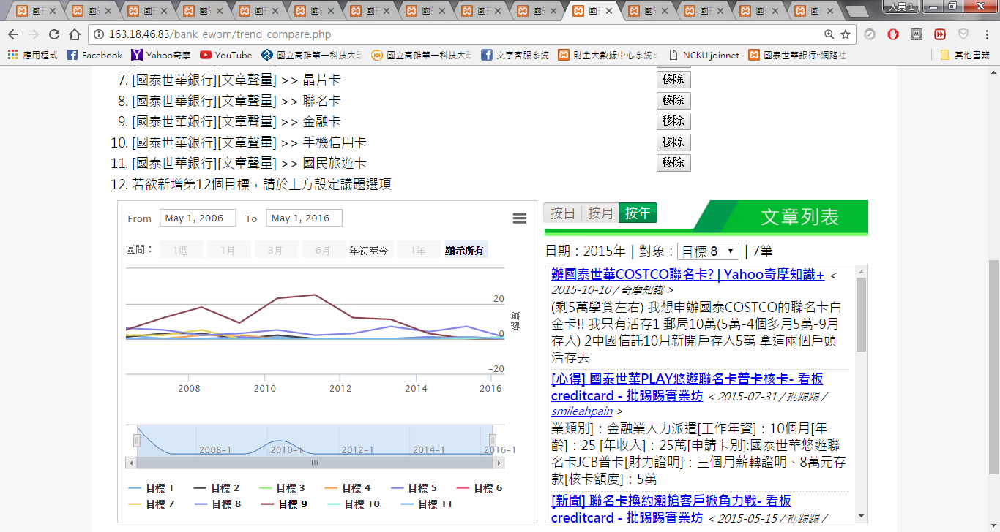 人員 1
163.18.46.83/bank_ewom/trend_compare.php
應用程式 Facebook Yahoo奇摩 YouTube 國立高雄第一科技大學 國立高雄第一科技大學 文字客服系統 財金大數據中心系統成 NCKU joinnet 國泰世華銀行::網路社 其他書籤
7. [國泰世華銀行][文章聲量] >> 晶片卡 移除
8. [國泰世華銀行][文章聲量] >> 聯名卡 移除
9. [國泰世華銀行][文章聲量] >> 金融卡 移除
10. [國泰世華銀行][文章聲量] >> 手機信用卡 移除
11. [國泰世華銀行][文章聲量] >> 國民旅遊卡 移除
12. 若欲新增第12個目標，請於上方設定議題選項
From May 1, 2006 To May 1, 2016
區間： 1週 1月 3月 6月 年初至今 1年 顯示所有
20
0
-20
篇數
2008 2010 2012 2014 2016
2008-1 2010-1 2012-1 2014-1 2016-1
目標 1 目標 2 目標 3 目標 4 目標 5 目標 6
目標 7 目標 8 目標 9 目標 10 目標 11
按日 按月 按年 文章列表
日期：2015年 | 對象：目標 8 | 7筆
辦國泰世華COSTCO聯名卡? | Yahoo奇摩知識+ <
2015-10-10 / 奇摩知識 >
(剩5萬學貸左右) 我想申辦國泰COSTCO的聯名卡白
金卡!! 我只有活存1 郵局10萬(5萬-4個多月5萬-9月
存入) 2中國信託10月新開戶存入5萬 拿這兩個戶頭
活存去
[心得] 國泰世華PLAY悠遊聯名卡普卡核卡- 看板
creditcard - 批踢踢實業坊 < 2015-07-31 / 批踢踢 /
smileahpain >
業類別]：金融業人力派遣[工作年資]：10個月[年
齡]：25 [年收入]：25萬[申請卡別]:國泰世華悠遊聯
名卡JCB普卡[財力證明]：三個月薪轉證明、8萬元存
款[核卡額度]：5萬
[新聞] 聯名卡換約潮搶客戶掀角力戰- 看板
creditcard - 批踢踢實業坊 < 2015-05-15 / 批踢踢 /